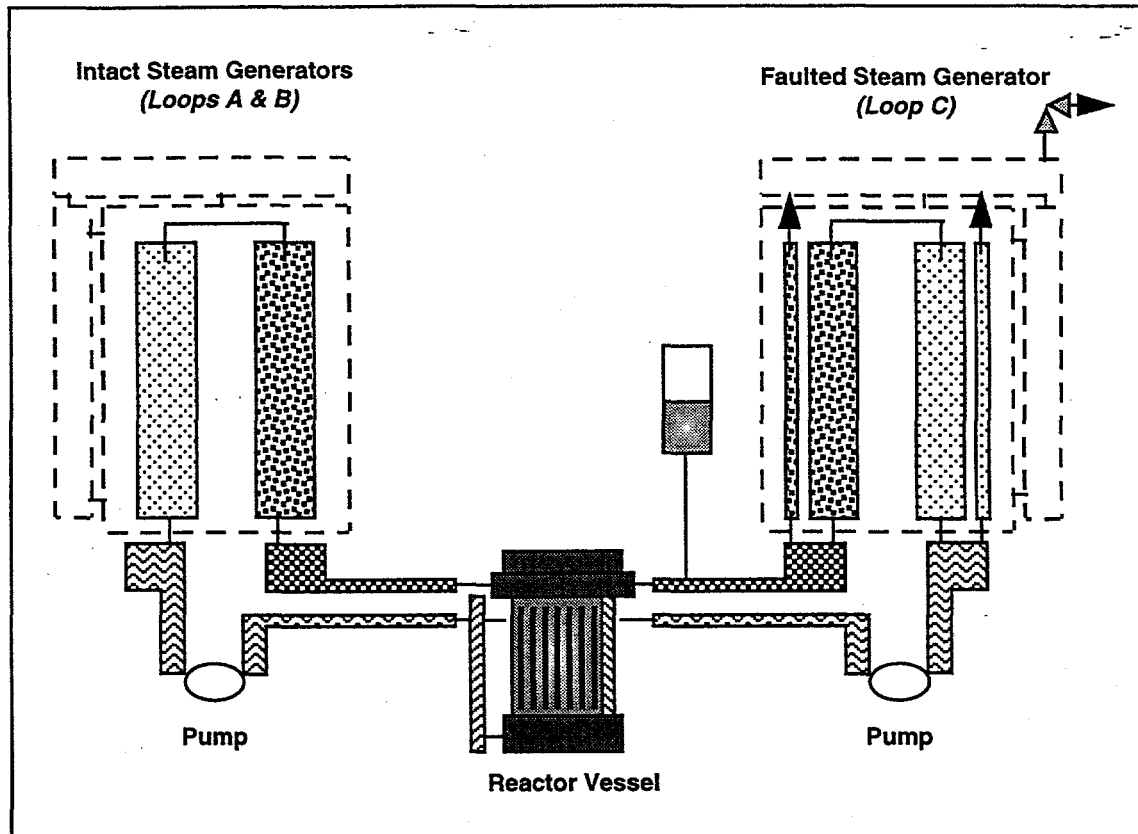 Intact Steam Generators
(Loops A & B)
Faulted Steam Generator
(Loop C)
Pump
Pump
Reactor Vessel